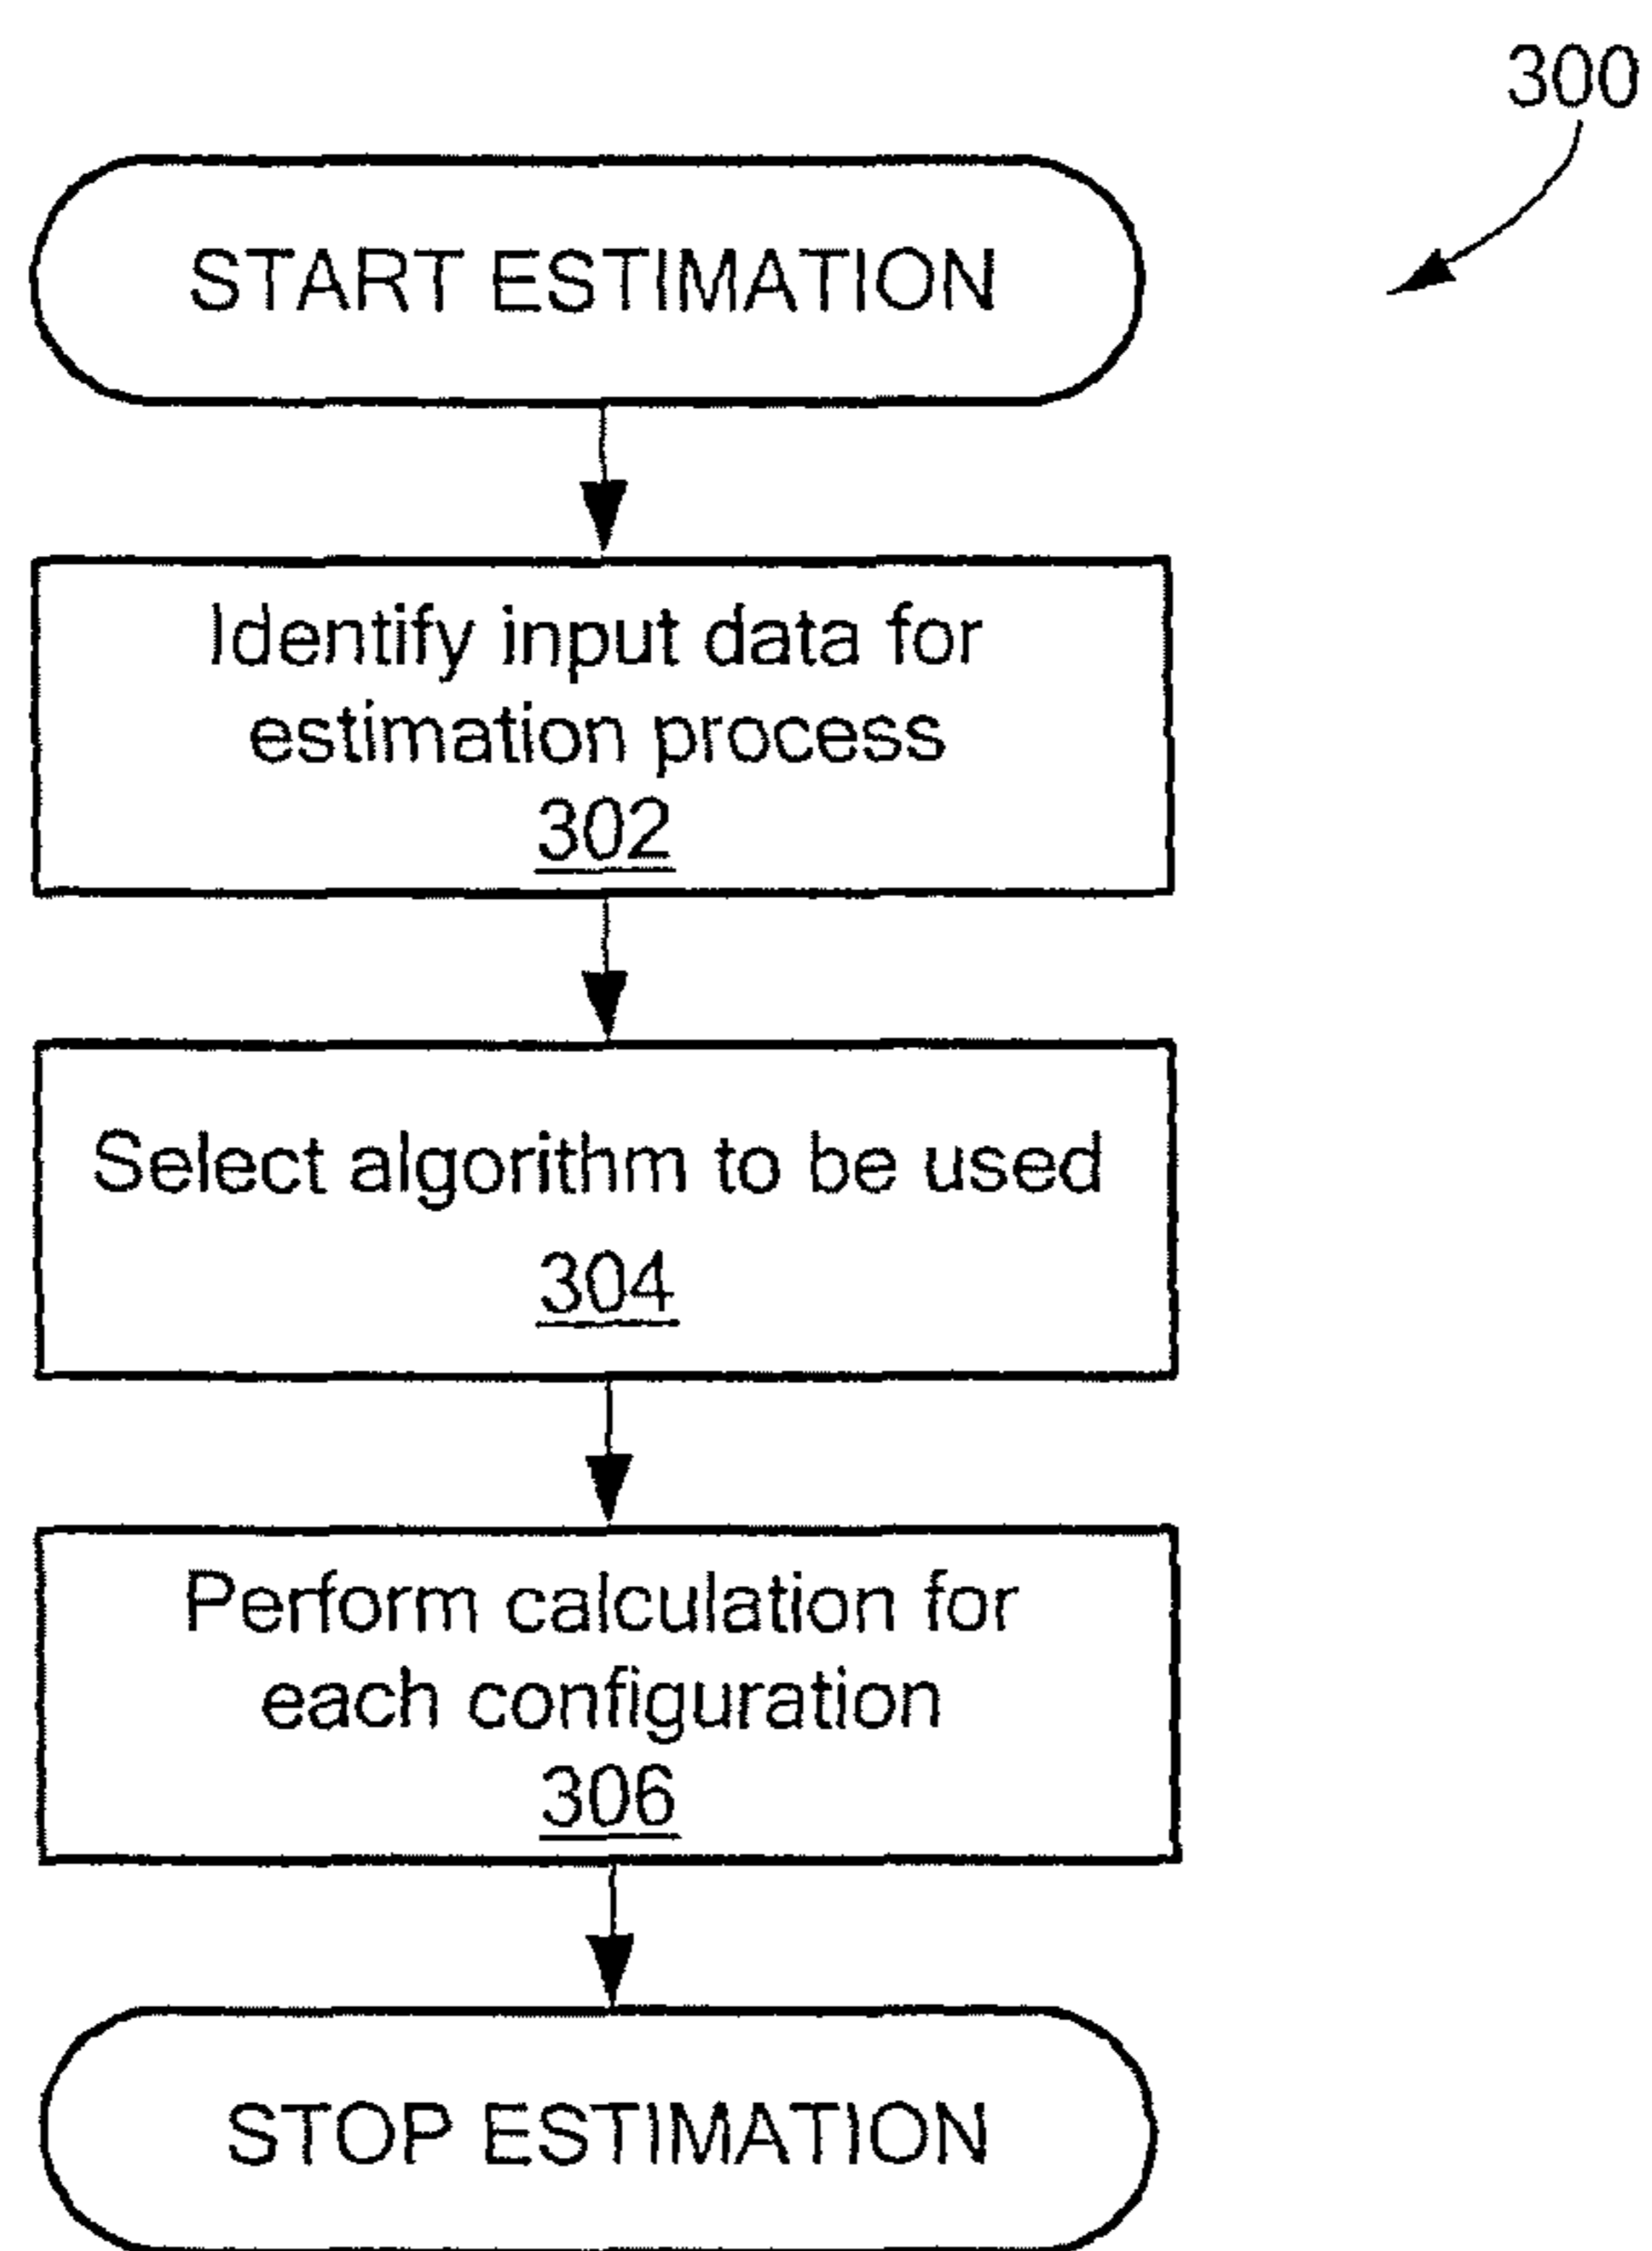 300
START ESTIMATION
Identify input data for
estimation process
302
Select algorithm to be used
304
Perform calculation for
each configuration
306
STOP ESTIMATION